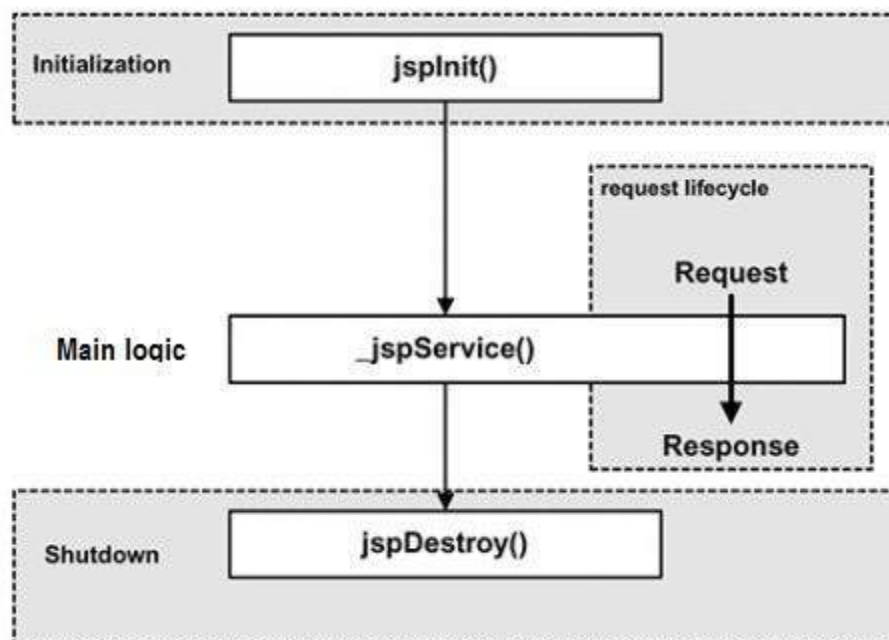 Initialization
jspInit()
request lifecycle
Request
Main logic
_jspService()
Response
Shutdown
jspDestroy()